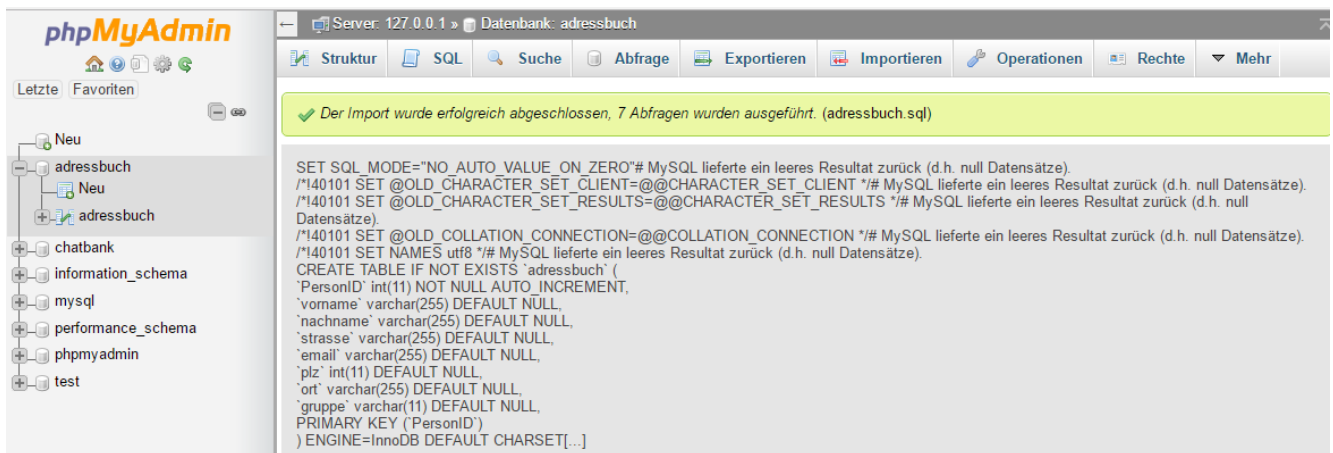 phpMyAdmin
Letzte Favoriten
Neu
adressbuch
Neu
adressbuch
chatbank
information_schema
mysql
performance_schema
phpmyadmin
test
Server: 127.0.0.1 » Datenbank: adressbuch
Struktur SQL Suche Abfrage Exportieren Importieren Operationen Rechte Mehr
Der Import wurde erfolgreich abgeschlossen, 7 Abfragen wurden ausgeführt. (adressbuch.sql)
SET SQL_MODE="NO_AUTO_VALUE_ON_ZERO"# MySQL lieferte ein leeres Resultat zurück (d.h. null Datensätze).
/*!40101 SET @OLD_CHARACTER_SET_CLIENT=@@CHARACTER_SET_CLIENT */# MySQL lieferte ein leeres Resultat zurück (d.h. null Datensätze).
/*!40101 SET @OLD_CHARACTER_SET_RESULTS=@@CHARACTER_SET_RESULTS */# MySQL lieferte ein leeres Resultat zurück (d.h. null
Datensätze).
/*!40101 SET @OLD_COLLATION_CONNECTION=@@COLLATION_CONNECTION */# MySQL lieferte ein leeres Resultat zurück (d.h. null Datensätze).
/*!40101 SET NAMES utf8 */# MySQL lieferte ein leeres Resultat zurück (d.h. null Datensätze).
CREATE TABLE IF NOT EXISTS `adressbuch` (
`PersonID` int(11) NOT NULL AUTO_INCREMENT,
`vorname` varchar(255) DEFAULT NULL,
`nachname` varchar(255) DEFAULT NULL,
`strasse` varchar(255) DEFAULT NULL,
`email` varchar(255) DEFAULT NULL,
`plz` int(11) DEFAULT NULL,
`ort` varchar(255) DEFAULT NULL,
`gruppe` varchar(11) DEFAULT NULL,
PRIMARY KEY (`PersonID`)
) ENGINE=InnoDB DEFAULT CHARSET[...]